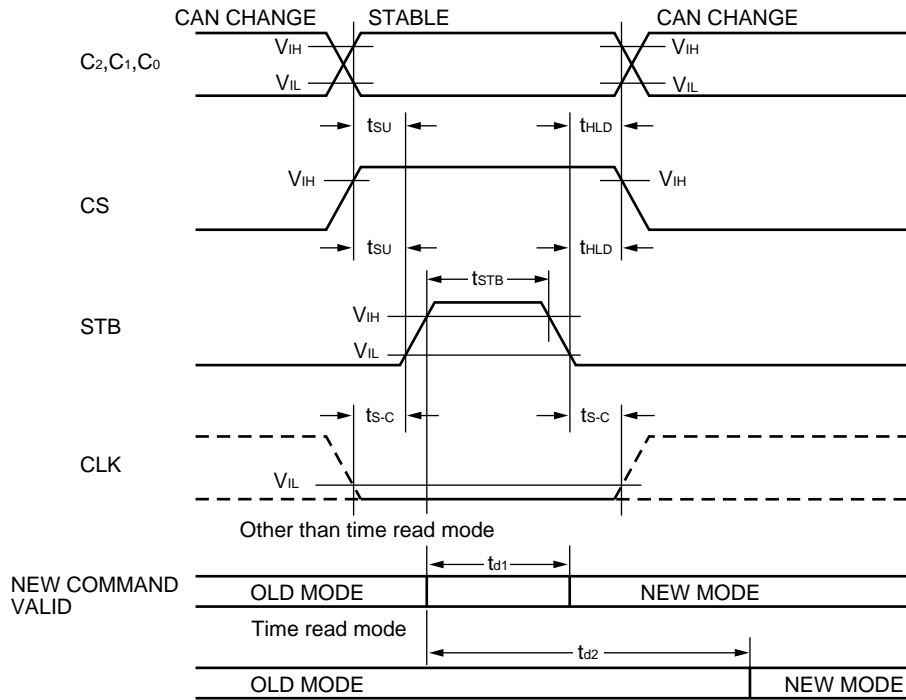 CAN CHANGE STABLE CAN CHANGE
C2,C1,C0 VIH VIH
VIL VIL
tSU tHLD
VIH VIH
CS
tSU tHLD
tSTB
VIH
STB
VIL
tS-C tS-C
CLK
VIL
Other than time read mode
td1
NEW COMMAND
VALID
OLD MODE NEW MODE
Time read mode
td2
OLD MODE NEW MODE